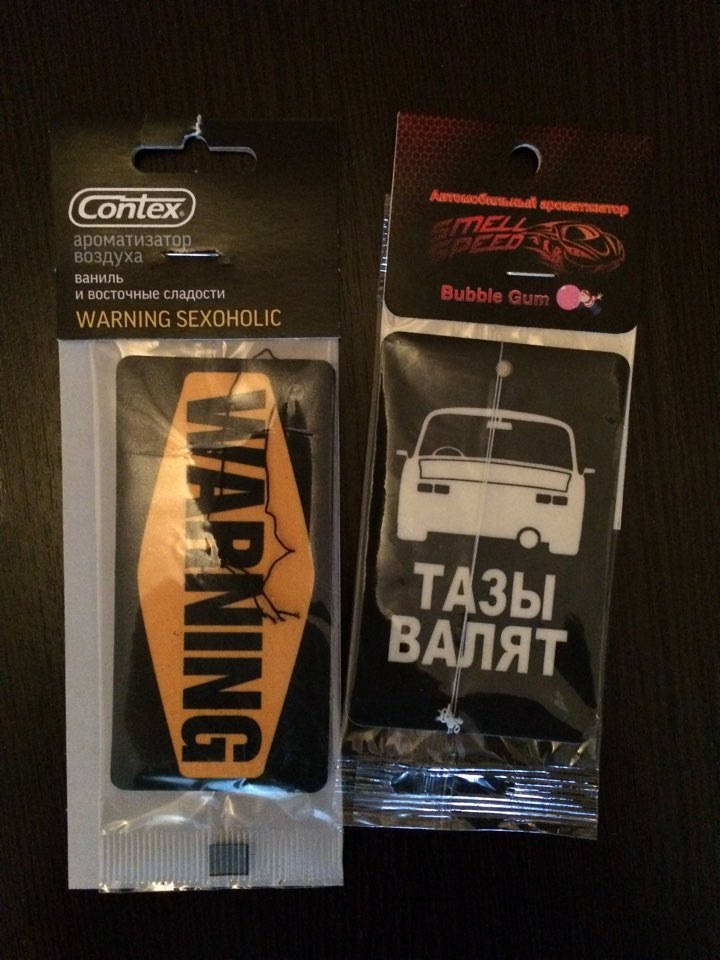 Contex
ароматизатор
воздуха
ваниль
и восточные сладости
WARNING SEXOHOLIC
WARNING
Автомобильный ароматизатор
SMELL
SPEED
Bubble Gum
ТАЗЫ
ВАЛЯТ